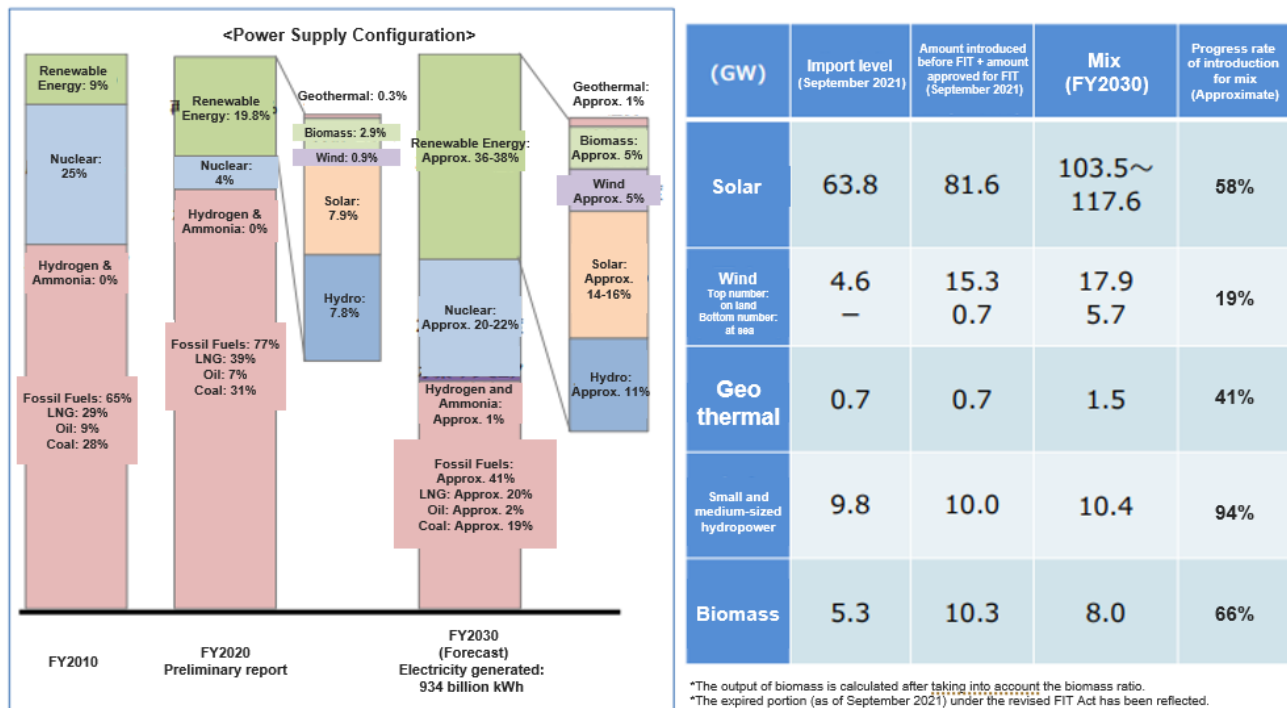 <Power Supply Configuration>
Renewable
Energy: 9%
Nuclear:
25%
Hydrogen &
Ammonia: 0%
Fossil Fuels: 65%
LNG: 29%
Oil: 9%
Coal: 28%
FY2010
Renewable
Energy: 19.8%
Nuclear:
4%
Hydrogen &
Ammonia: 0%
Fossil Fuels: 77%
LNG: 39%
Oil: 7%
Coal: 31%
FY2020
Preliminary report
Geothermal: 0.3%
Biomass: 2.9%
Wind: 0.9%
Solar:
7.9%
Hydro:
7.8%
Renewable Energy:
Approx. 36-38%
Nuclear:
Approx. 20-22%
Hydrogen and
Ammonia:
Approx. 1%
Fossil Fuels:
Approx. 41%
LNG: Approx. 20%
Oil: Approx. 2%
Coal: Approx. 19%
FY2030
(Forecast)
Electricity generated:
934 billion kWh
Geothermal:
Approx. 1%
Biomass:
Approx. 5%
Wind
Approx. 5%
Solar:
Approx.
14-16%
Hydro:
Approx. 11%
(GW)
Import level
(September 2021)
Amount introduced
before FIT + amount
approved for FIT
(September 2021)
Mix
(FY2030)
Progress rate
of introduction
for mix
(Approximate)
Solar
63.8
81.6
103.5～
117.6
58%
Wind
Top number:
on land
Bottom number:
at sea
4.6
–
15.3
0.7
17.9
5.7
19%
Geo
thermal
0.7
0.7
1.5
41%
Small and
medium-sized
hydropower
9.8
10.0
10.4
94%
Biomass
5.3
10.3
8.0
66%
*The output of biomass is calculated after taking into account the biomass ratio.
*The expired portion (as of September 2021) under the revised FIT Act has been reflected.